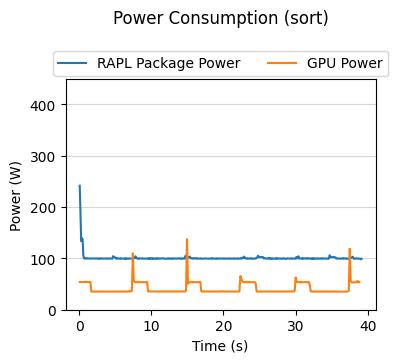 Power Consumption (sort)
RAPL Package Power GPU Power
400
300
200
100
0
Power (W)
0 10 20 30 40
Time (s)